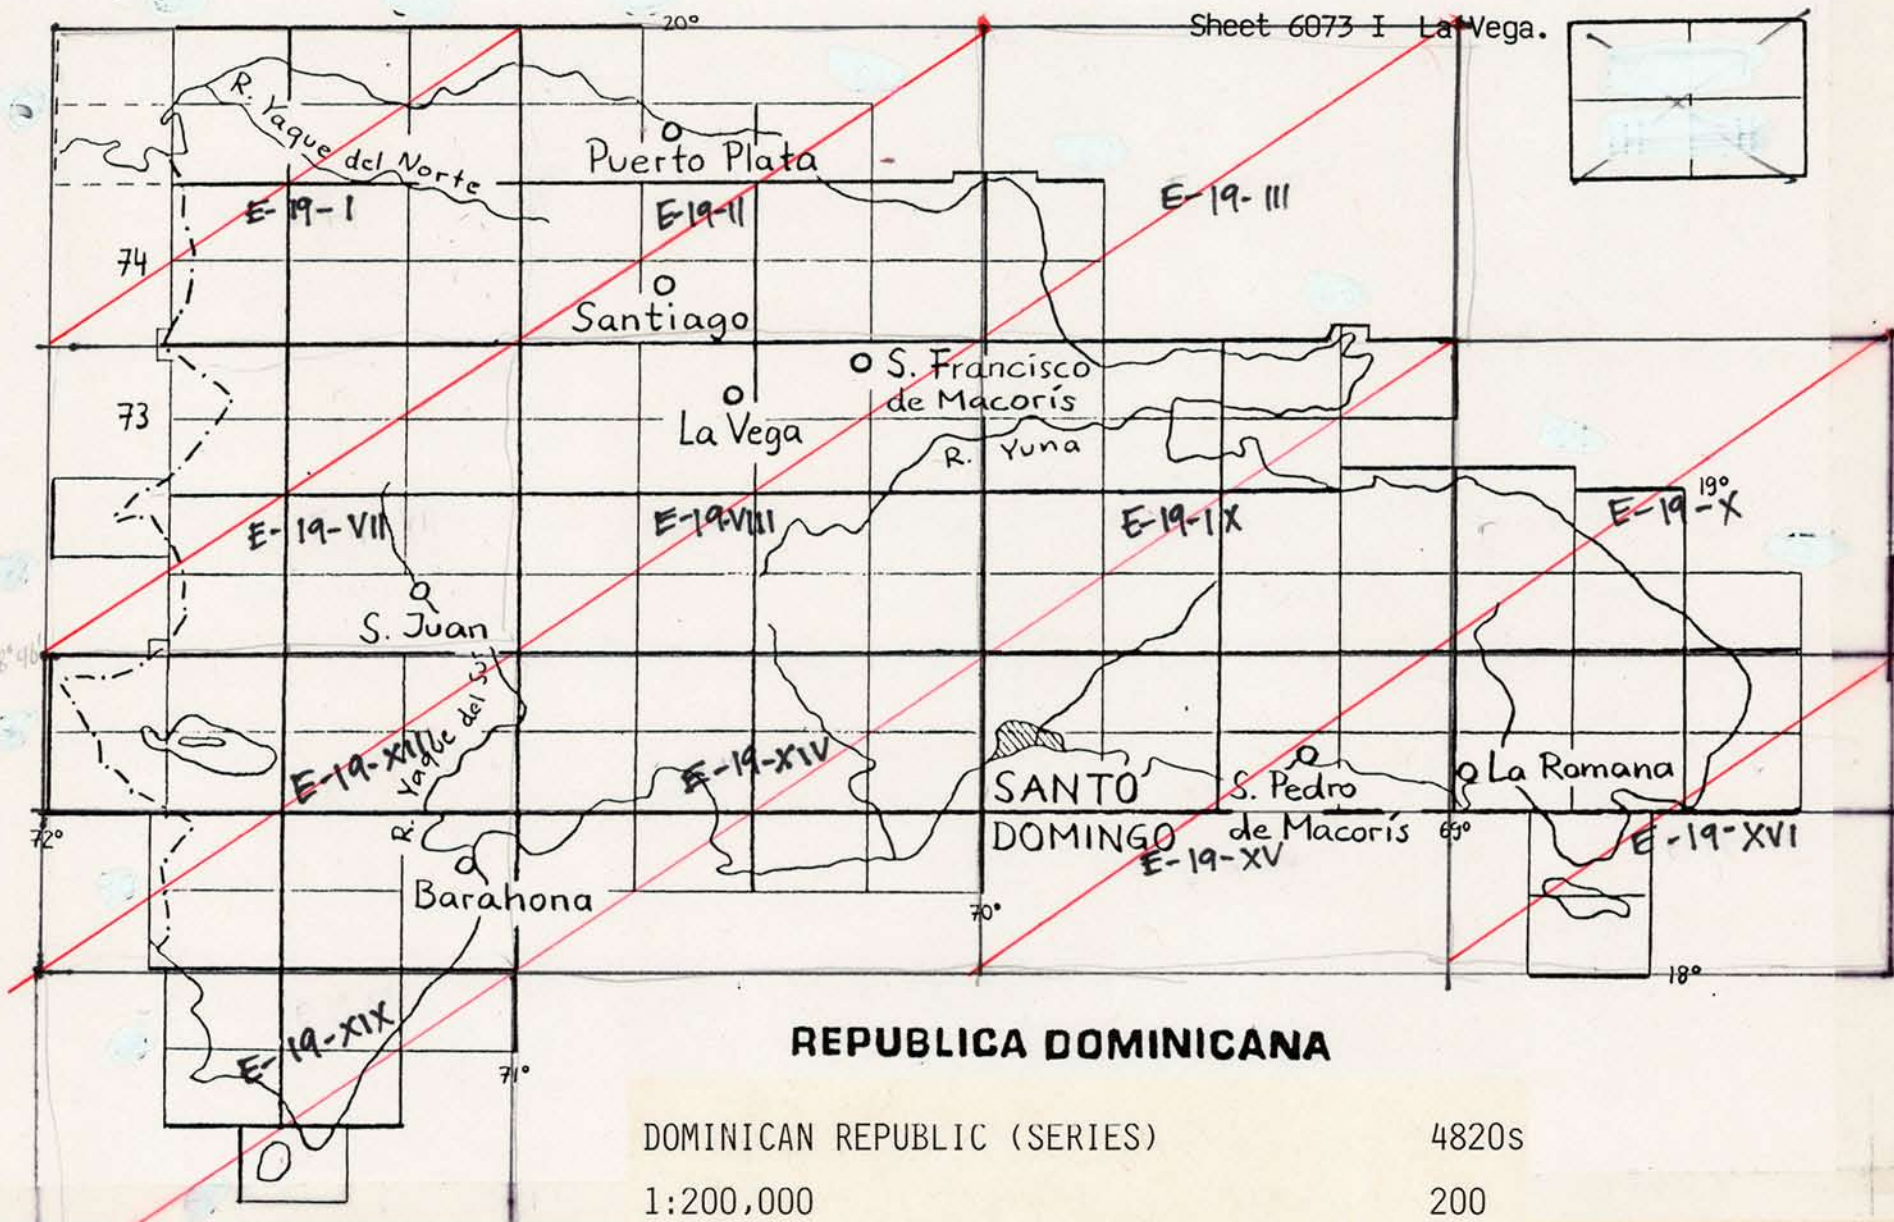 20°
Sheet 6073 I La Vega.
R. Yaque del Norte
Puerto Plata
E-19-I
E-19-II
E-19-III
74
Santiago
S. Francisco
de Macorís
73
La Vega
R. Yuna
19°
E-19-VII
E-19-VIII
E-19-IX
E-19-X
S. Juan
R. Yaque del S.
E-19-XIII
E-19-XIV
SANTO
DOMINGO
S. Pedro
de Macorís
La Romana
72°
69°
E-19-XV
E-19-XVI
Barahona
70°
18°
E-19-XIX
71°
REPUBLICA DOMINICANA
DOMINICAN REPUBLIC (SERIES) 4820s
1:200,000 200